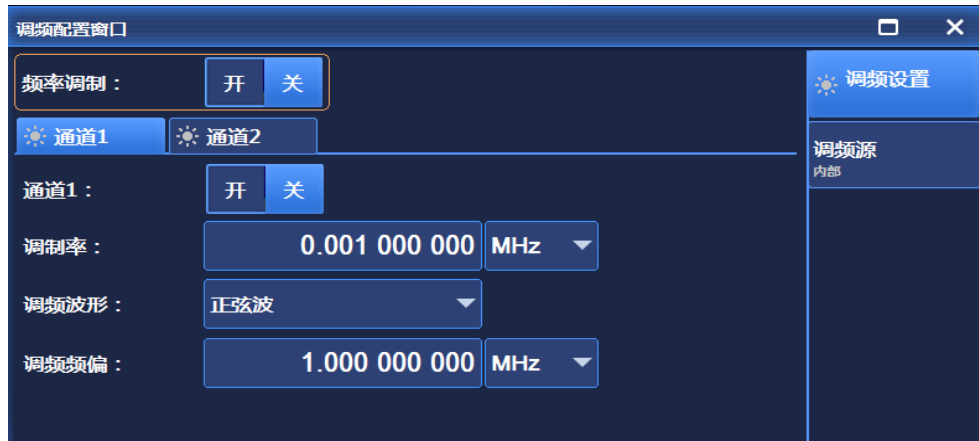 调频配置窗口
频率调制： 开 关
通道1 通道2
通道1： 开 关
调制率： 0.001 000 000 MHz
调频波形： 正弦波
调频频偏： 1.000 000 000 MHz
调频设置
调频源
内部